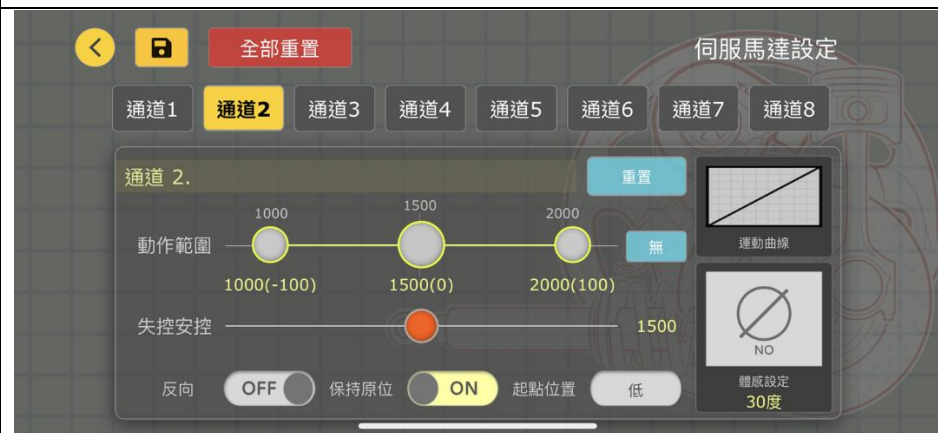 全部重置
伺服馬達設定
通道1 通道2 通道3 通道4 通道5 通道6 通道7 通道8
通道 2.
重置
1000 1500 2000
動作範圍
無
1000(-100) 1500(0) 2000(100)
失控安控
1500
反向 OFF 保持原位 ON 起點位置 低
運動曲線
NO
體感設定
30度